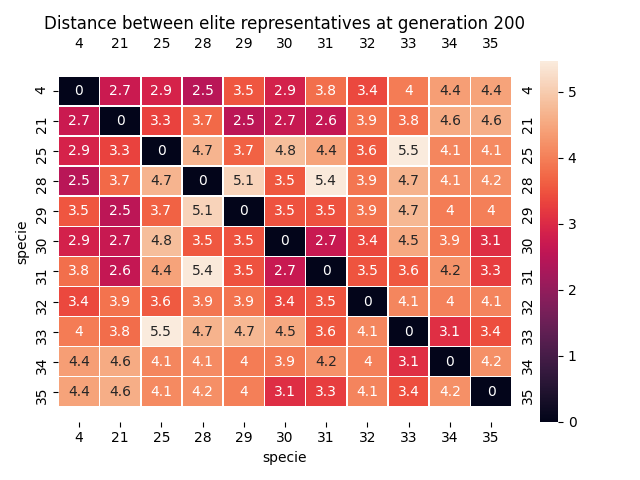 Distance between elite representatives at generation 200
4 21 25 28 29 30 31 32 33 34 35
4 0 2.7 2.9 2.5 3.5 2.9 3.8 3.4 4 4.4 4.4 4
21 2.7 0 3.3 3.7 2.5 2.7 2.6 3.9 3.8 4.6 4.6 21
25 2.9 3.3 0 4.7 3.7 4.8 4.4 3.6 5.5 4.1 4.1 25
28 2.5 3.7 4.7 0 5.1 3.5 5.4 3.9 4.7 4.1 4.2 28
29 3.5 2.5 3.7 5.1 0 3.5 3.5 3.9 4.7 4 4 29
30 2.9 2.7 4.8 3.5 3.5 0 2.7 3.4 4.5 3.9 3.1 30
31 3.8 2.6 4.4 5.4 3.5 2.7 0 3.5 3.6 4.2 3.3 31
32 3.4 3.9 3.6 3.9 3.9 3.4 3.5 0 4.1 4 4.1 32
33 4 3.8 5.5 4.7 4.7 4.5 3.6 4.1 0 3.1 3.4 33
34 4.4 4.6 4.1 4.1 4 3.9 4.2 4 3.1 0 4.2 34
35 4.4 4.6 4.1 4.2 4 3.1 3.3 4.1 3.4 4.2 0 35
4 21 25 28 29 30 31 32 33 34 35
specie
specie
5
4
3
2
1
0